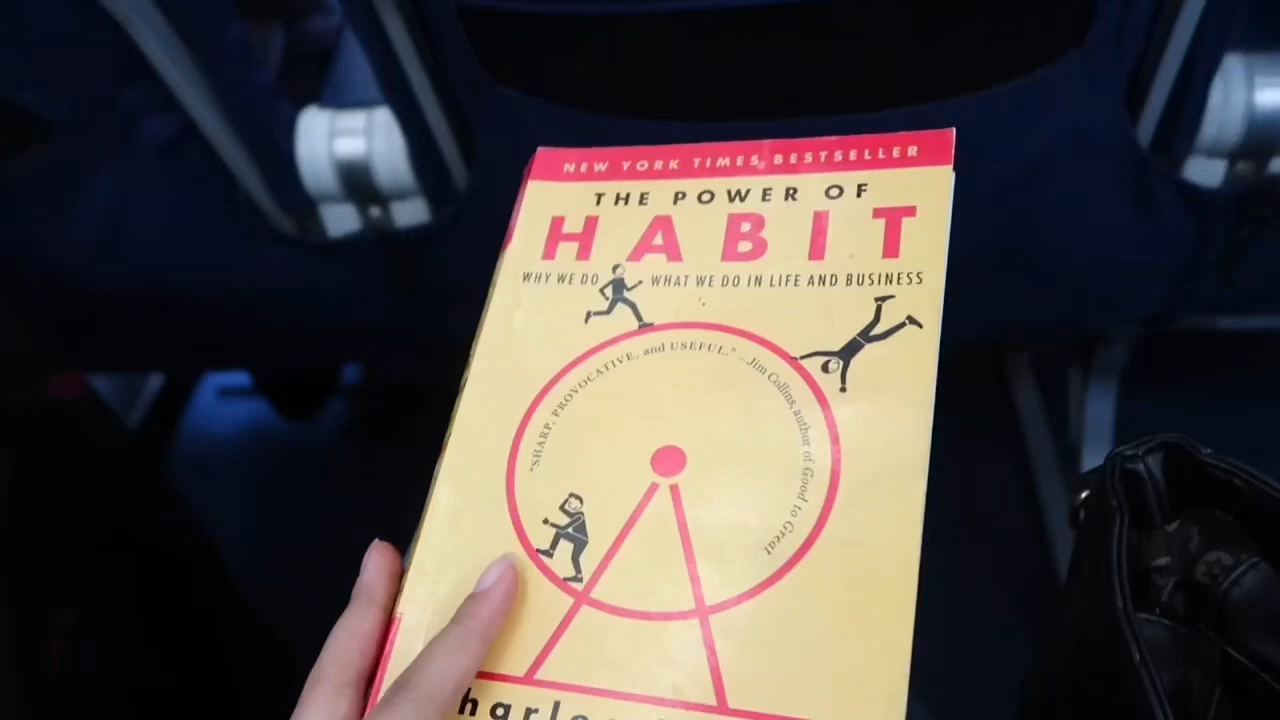 NEW YORK TIMES BESTSELLER
THE POWER OF
HABIT
WHY WE DO WHAT WE DO IN LIFE AND BUSINESS
"SHARP, PROVOCATIVE, and USEFUL." —Jim Collins, author of Good to Great